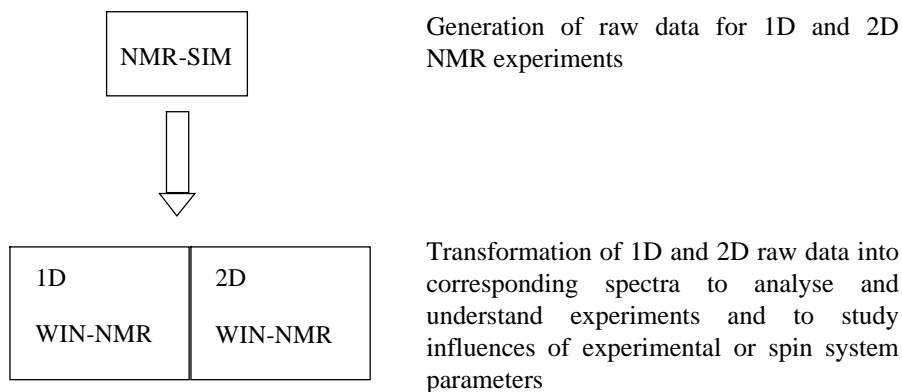 NMR-SIM
Generation of raw data for 1D and 2D
NMR experiments
1D
WIN-NMR
2D
WIN-NMR
Transformation of 1D and 2D raw data into
corresponding spectra to analyse and
understand experiments and to study
influences of experimental or spin system
parameters